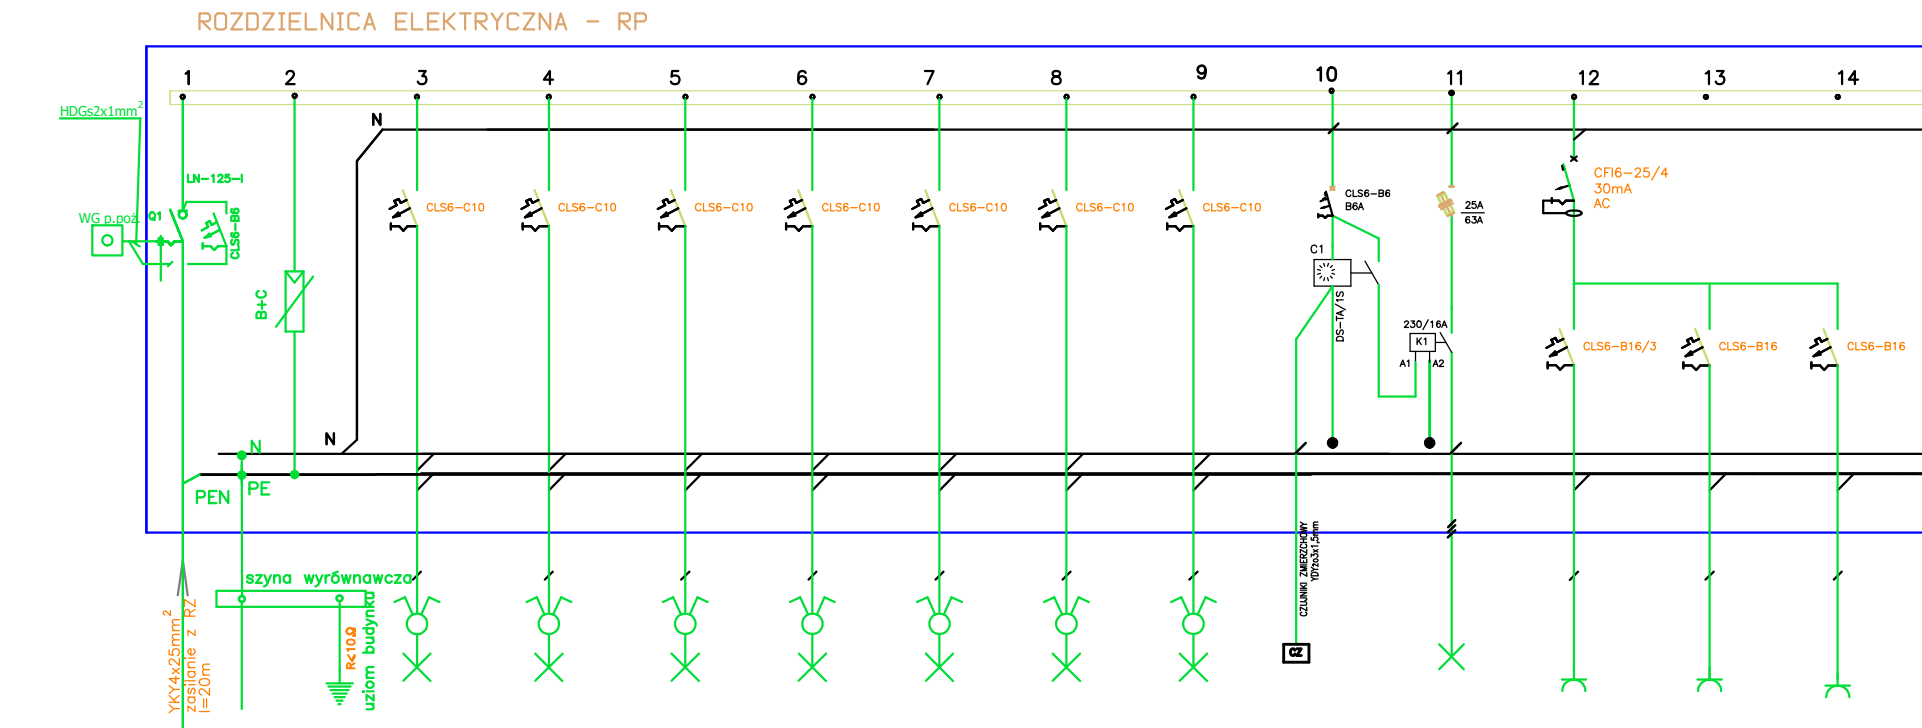 ROZDZIELNICA ELEKTRYCZNA - RP
1 2 3 4 5 6 7 8 9 10 11 12 13 14
HDGs2x1mm²
N
LN-125-I
WG p.poż.
Q1
CLS6-B6
CLS6-C10
CLS6-C10
CLS6-C10
CLS6-C10
CLS6-C10
CLS6-C10
CLS6-C10
CLS6-B6
B6A
25A
63A
CFI6-25/4
30mA
AC
B+C
C1
DS-TA/1S
230/16A
K1
A1
A2
CLS6-B16/3
CLS6-B16
CLS6-B16
N
N
PE
PEN
szyna wyrównawcza
YKY4x25mm²
zasilanie z RZ
l=20m
R<10Ω
uziom budynku
CZUJNIKI ZMIERZCHOWY
YDYżo3x1,5mm
CZ